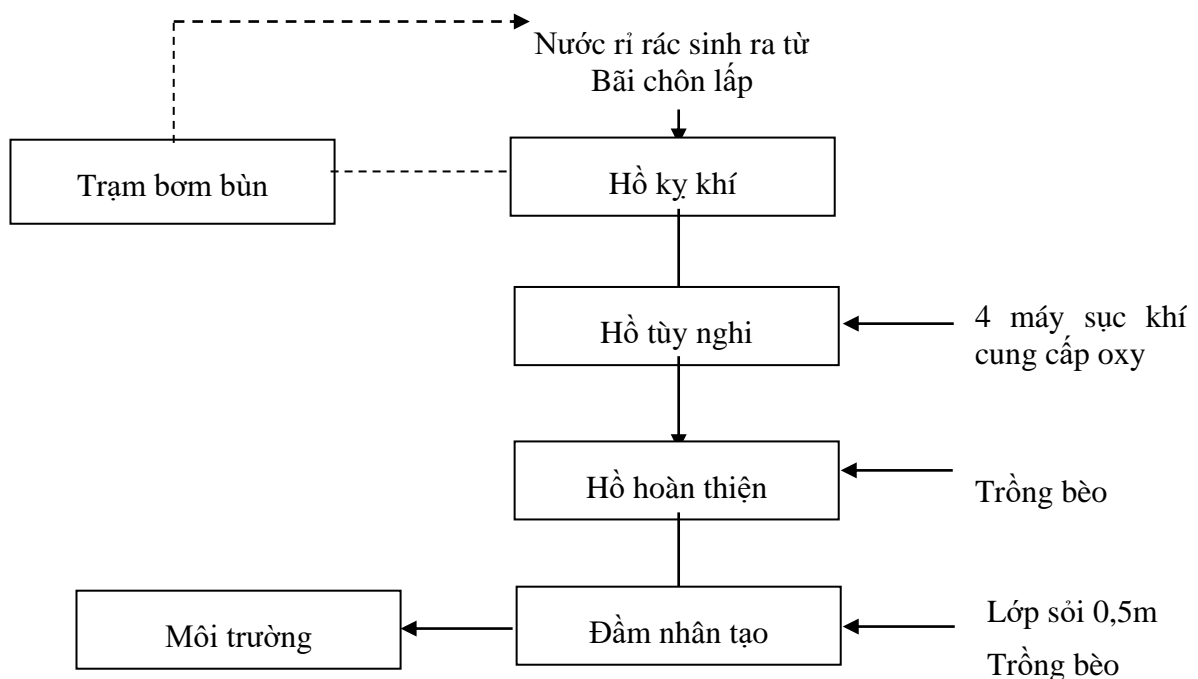 Nước rỉ rác sinh ra từ
Bãi chôn lấp
Trạm bơm bùn
Hồ kỵ khí
Hồ tùy nghi
4 máy sục khí
cung cấp oxy
Hồ hoàn thiện
Trồng bèo
Môi trường
Đầm nhân tạo
Lớp sỏi 0,5m
Trồng bèo